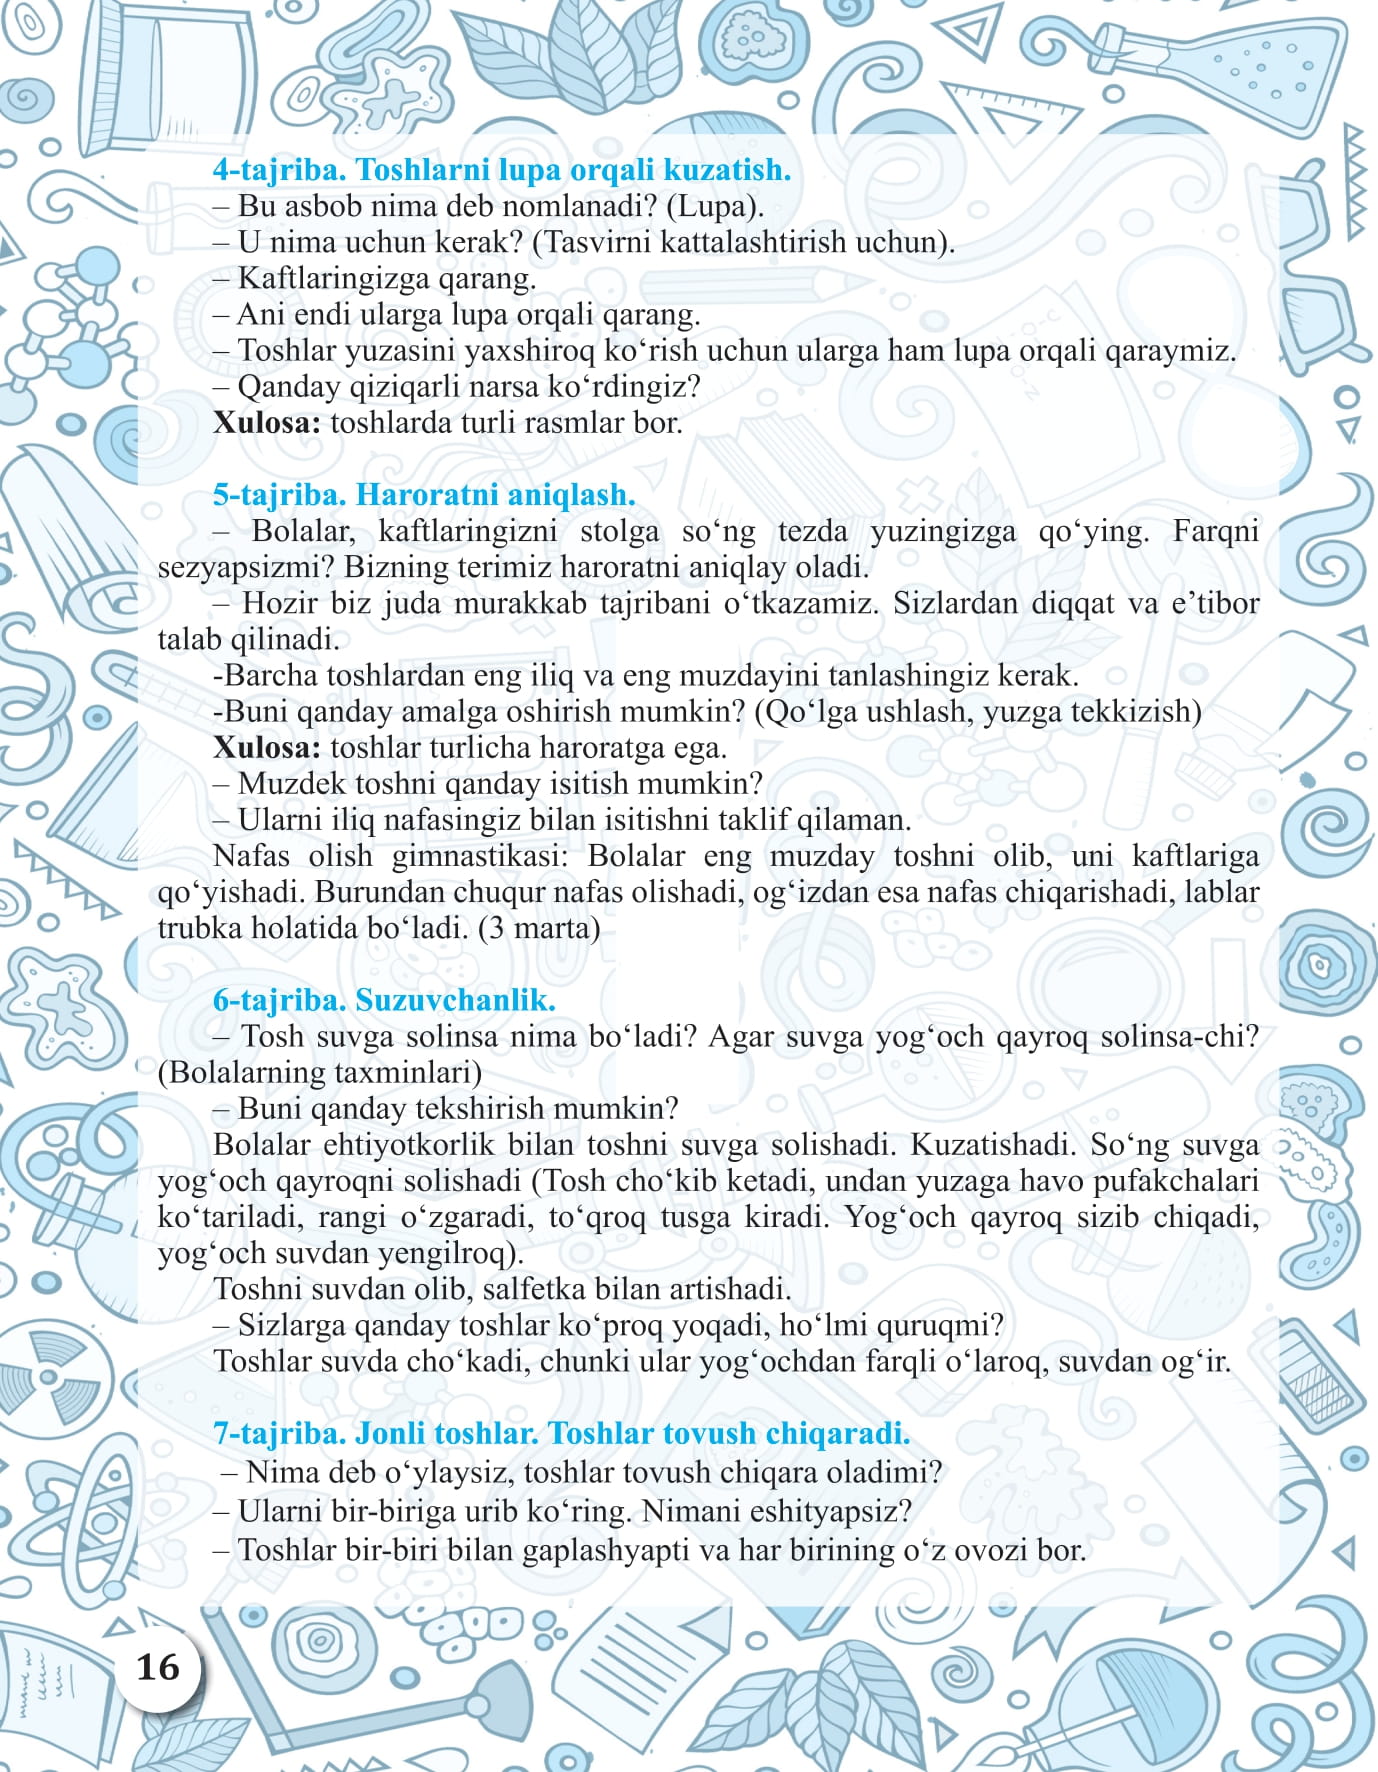 4-tajriba. Toshlarni lupa orqali kuzatish.
– Bu asbob nima deb nomlanadi? (Lupa).
– U nima uchun kerak? (Tasvirni kattalashtirish uchun).
– Kaftlaringizga qarang.
– Ani endi ularga lupa orqali qarang.
– Toshlar yuzasini yaxshiroq ko‘rish uchun ularga ham lupa orqali qaraymiz.
– Qanday qiziqarli narsa ko‘rdingiz?
Xulosa: toshlarda turli rasmlar bor.
5-tajriba. Haroratni aniqlash.
– Bolalar, kaftlaringizni stolga so‘ng tezda yuzingizga qo‘ying. Farqni
sezyapsizmi? Bizning terimiz haroratni aniqlay oladi.
– Hozir biz juda murakkab tajribani o‘tkazamiz. Sizlardan diqqat va e’tibor
talab qilinadi.
-Barcha toshlardan eng iliq va eng muzdayini tanlashingiz kerak.
-Buni qanday amalga oshirish mumkin? (Qo‘lga ushlash, yuzga tekkizish)
Xulosa: toshlar turlicha haroratga ega.
– Muzdek toshni qanday isitish mumkin?
– Ularni iliq nafasingiz bilan isitishni taklif qilaman.
Nafas olish gimnastikasi: Bolalar eng muzday toshni olib, uni kaftlariga
qo‘yishadi. Burundan chuqur nafas olishadi, og‘izdan esa nafas chiqarishadi, lablar
trubka holatida bo‘ladi. (3 marta)
6-tajriba. Suzuvchanlik.
– Tosh suvga solinsa nima bo‘ladi? Agar suvga yog‘och qayroq solinsa-chi?
(Bolalarning taxminlari)
– Buni qanday tekshirish mumkin?
Bolalar ehtiyotkorlik bilan toshni suvga solishadi. Kuzatishadi. So‘ng suvga
yog‘och qayroqni solishadi (Tosh cho‘kib ketadi, undan yuzaga havo pufakchalari
ko‘tariladi, rangi o‘zgaradi, to‘qroq tusga kiradi. Yog‘och qayroq sizib chiqadi,
yog‘och suvdan yengilroq).
Toshni suvdan olib, salfetka bilan artishadi.
– Sizlarga qanday toshlar ko‘proq yoqadi, ho‘lmi quruqmi?
Toshlar suvda cho‘kadi, chunki ular yog‘ochdan farqli o‘laroq, suvdan og‘ir.
7-tajriba. Jonli toshlar. Toshlar tovush chiqaradi.
– Nima deb o‘ylaysiz, toshlar tovush chiqara oladimi?
– Ularni bir-biriga urib ko‘ring. Nimani eshityapsiz?
– Toshlar bir-biri bilan gaplashyapti va har birining o‘z ovozi bor.
16